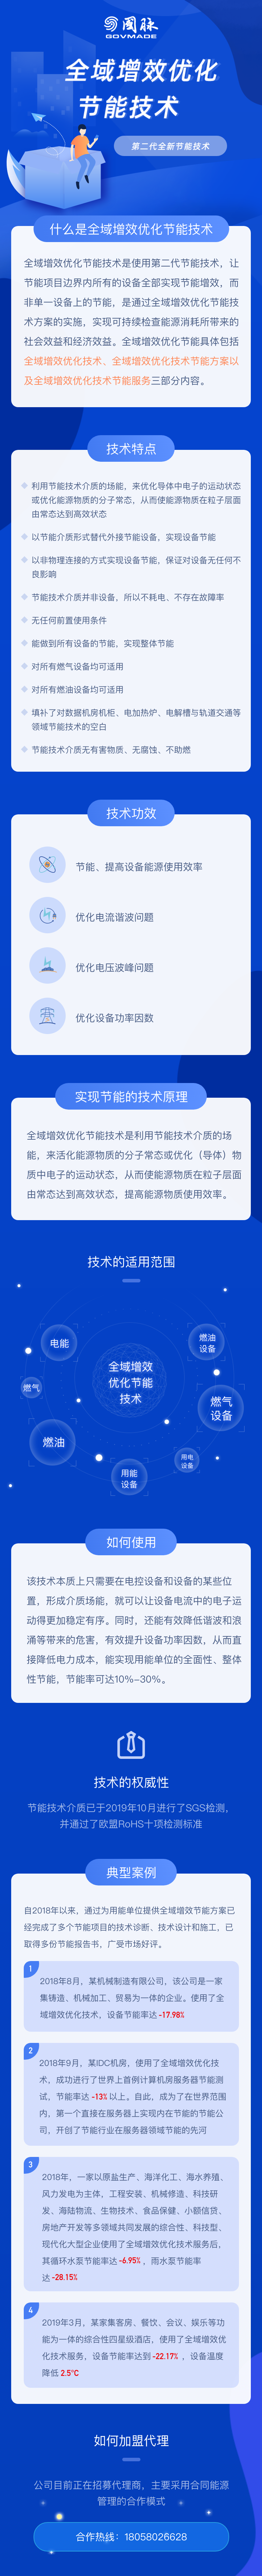 国脉
GOVMADE
全域增效优化
节能技术
第二代全新节能技术
什么是全域增效优化节能技术
全域增效优化节能技术是使用第二代节能技术，让
节能项目边界内所有的设备全部实现节能增效，而
非单一设备上的节能，是通过全域增效优化节能技
术方案的实施，实现可持续检查能源消耗所带来的
社会效益和经济效益。全域增效优化节能具体包括
全域增效优化技术、全域增效优化技术节能方案以
及全域增效优化技术节能服务三部分内容。
技术特点
利用节能技术介质的场能，来优化导体中电子的运动状态
或优化能源物质的分子常态，从而使能源物质在粒子层面
由常态达到高效状态
以节能介质形式替代外接节能设备，实现设备节能
以非物理连接的方式实现设备节能，保证对设备无任何不
良影响
节能技术介质并非设备，所以不耗电、不存在故障率
无任何前置使用条件
能做到所有设备的节能，实现整体节能
对所有燃气设备均可适用
对所有燃油设备均可适用
填补了对数据机房机柜、电加热炉、电解槽与轨道交通等
领域节能技术的空白
节能技术介质无有害物质、无腐蚀、不助燃
技术功效
节能、提高设备能源使用效率
优化电流谐波问题
优化电压波峰问题
优化设备功率因数
实现节能的技术原理
全域增效优化节能技术是利用节能技术介质的场
能，来活化能源物质的分子常态或优化（导体）物
质中电子的运动状态，从而使能源物质在粒子层面
由常态达到高效状态，提高能源物质使用效率。
技术的适用范围
电能
燃油
设备
全域增效
优化节能
技术
燃气
燃气
设备
燃油
用电
设备
用能
设备
如何使用
该技术本质上只需要在电控设备和设备的某些位
置，形成介质场能，就可以让设备电流中的电子运
动得更加稳定有序。同时，还能有效降低谐波和浪
涌等带来的危害，有效提升设备功率因数，从而直
接降低电力成本，能实现用能单位的全面性、整体
性节能，节能率可达10%-30%。
技术的权威性
节能技术介质已于2019年10月进行了SGS检测，
并通过了欧盟RoHS十项检测标准
典型案例
自2018年以来，通过为用能单位提供全域增效节能方案已
经完成了多个节能项目的技术诊断、技术设计和施工，已
取得多份节能报告书，广受市场好评。
1
2018年8月，某机械制造有限公司，该公司是一家
集铸造、机械加工、贸易为一体的企业。使用了全
域增效优化技术，设备节能率达 -17.98%
2
2018年9月，某IDC机房，使用了全域增效优化技
术，成功进行了世界上首例计算机房服务器节能测
试，节能率达 -13% 以上。自此，成为了在世界范围
内，第一个直接在服务器上实现内在节能的节能公
司，开创了节能行业在服务器领域节能的先河
3
2018年，一家以原盐生产、海洋化工、海水养殖、
风力发电为主体，工程安装、机械修造、科技研
发、海陆物流、生物技术、食品保健、小额信贷、
房地产开发等多领域共同发展的综合性、科技型、
现代化大型企业使用了全域增效优化技术服务后，
其循环水泵节能率达 -6.95% ，雨水泵节能率
达 -28.15%
4
2019年3月，某家集客房、餐饮、会议、娱乐等功
能为一体的综合性四星级酒店，使用了全域增效优
化技术服务，设备节能率达到 -22.17% ，设备温度
降低 2.5°C
如何加盟代理
公司目前正在招募代理商，主要采用合同能源
管理的合作模式
合作热线：18058026628